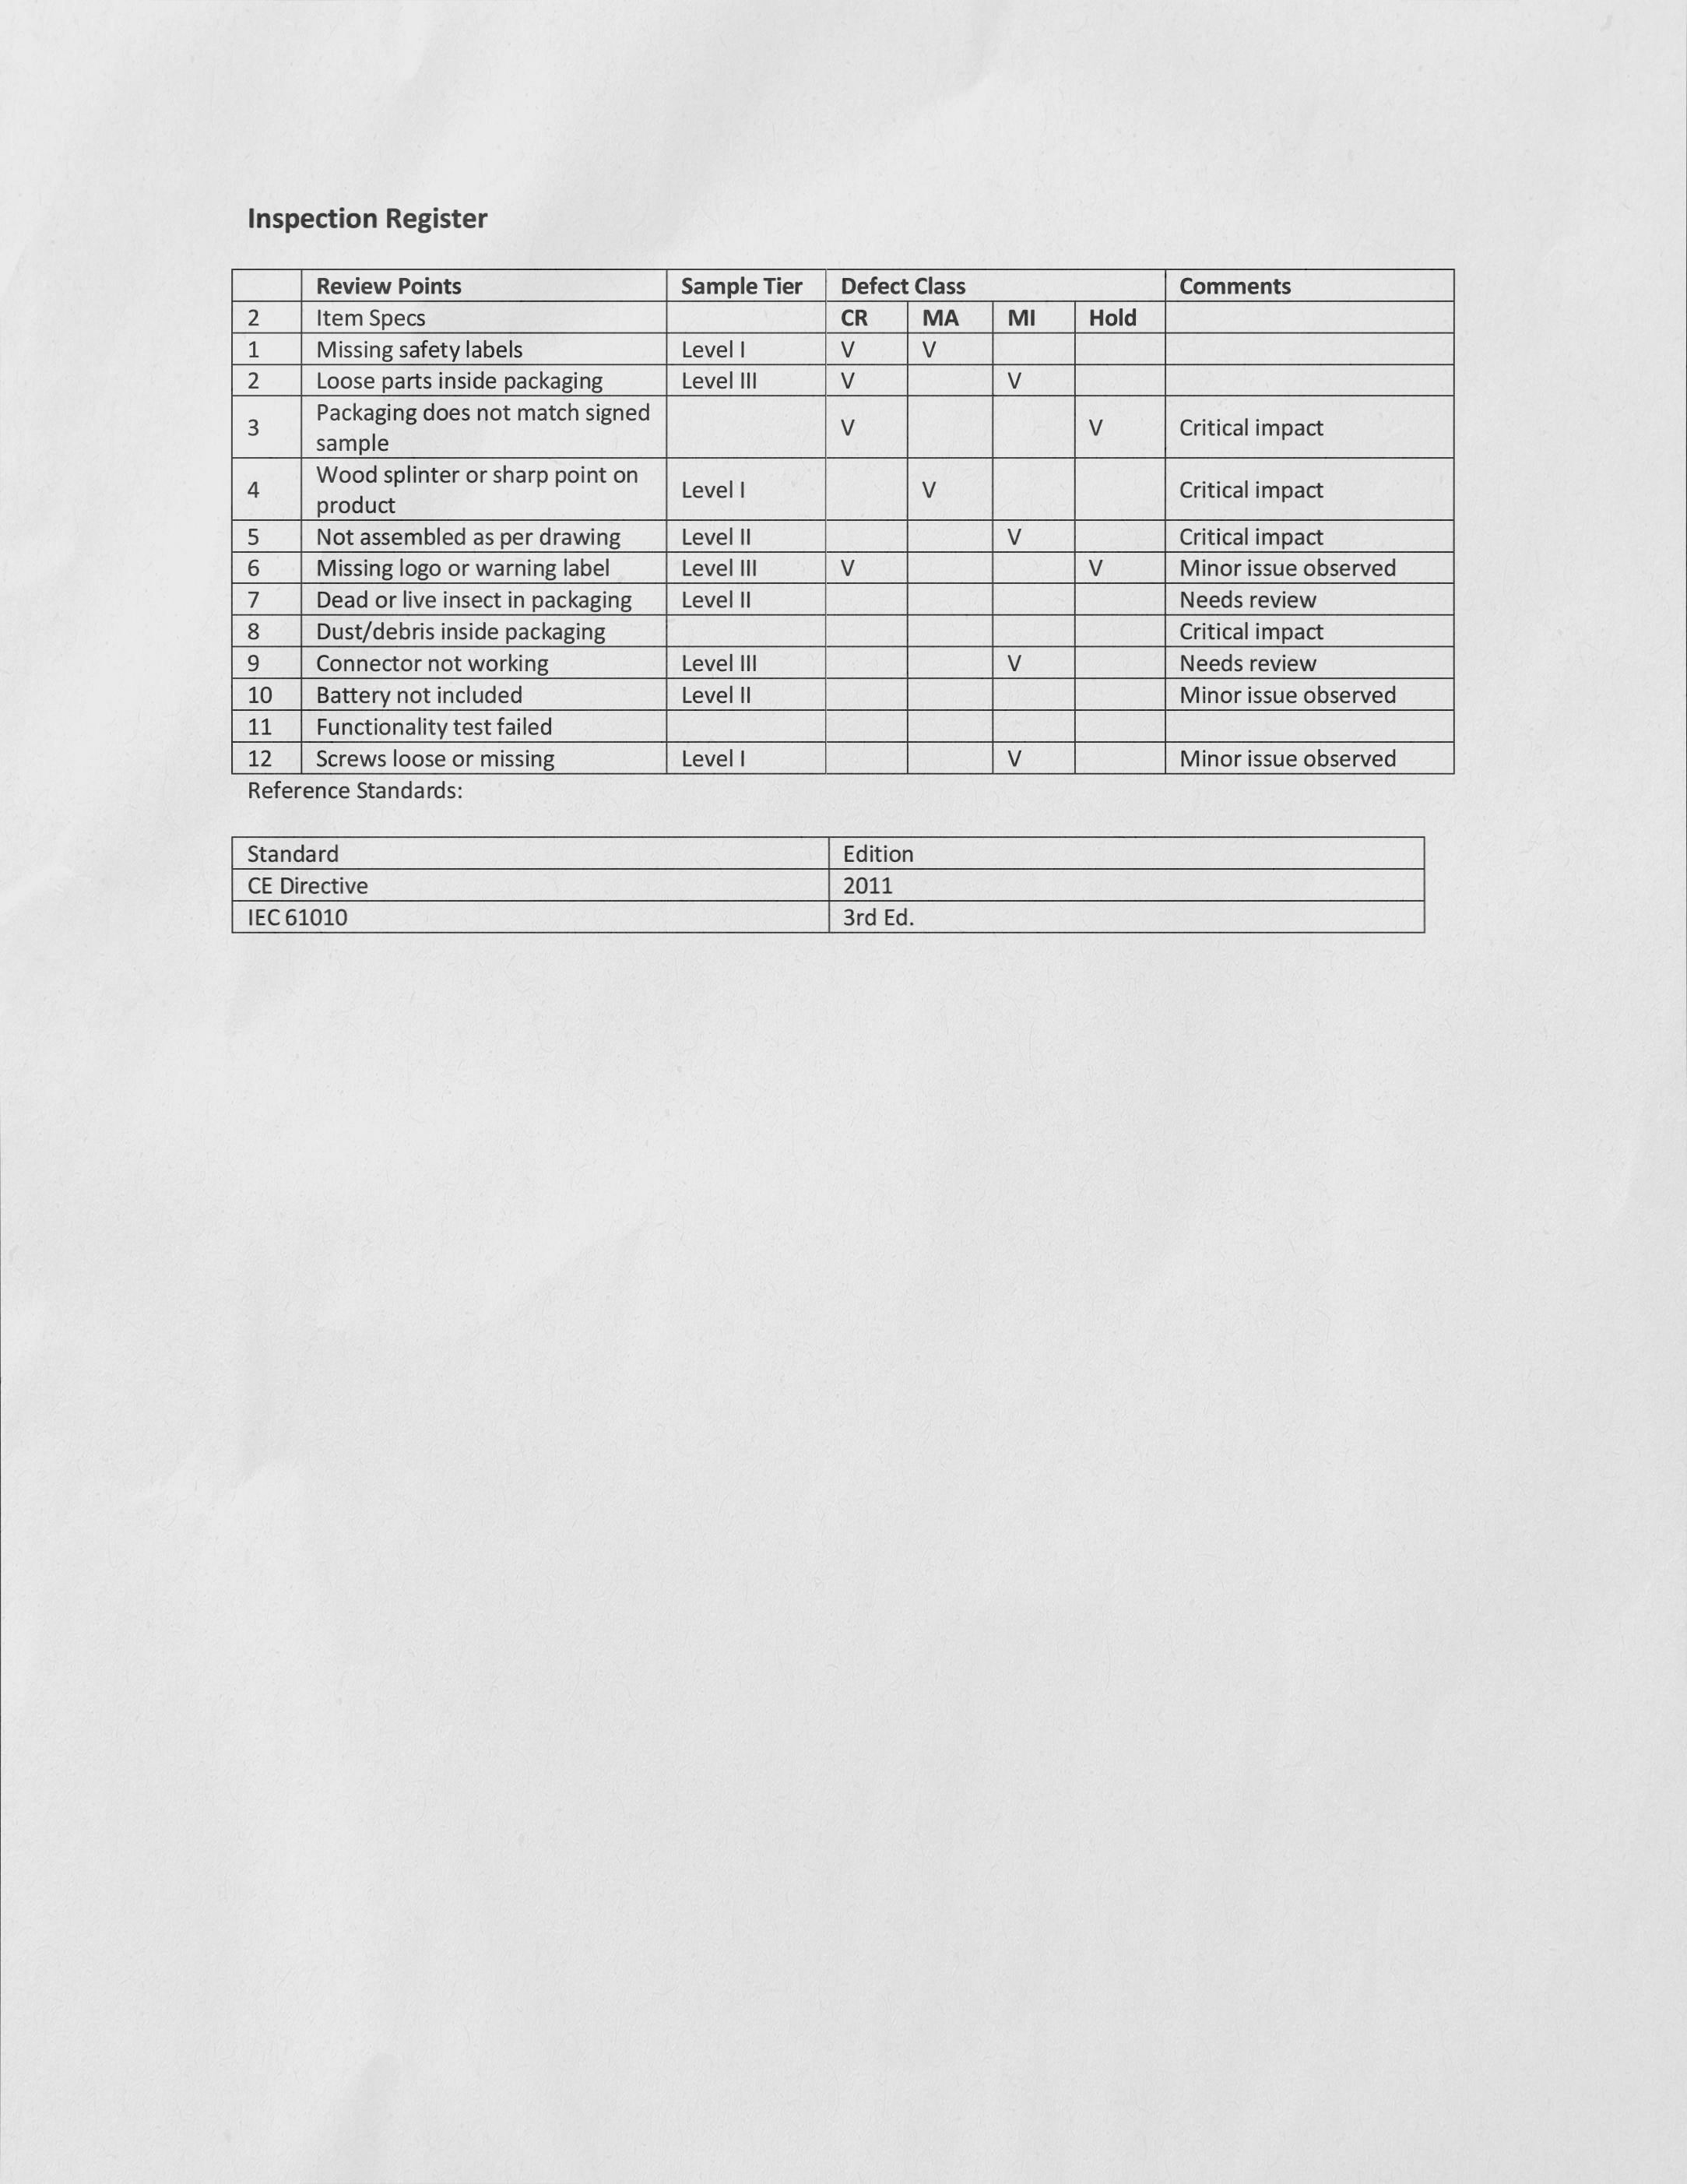 Inspection Register
Review Points Sample Tier Defect Class Comments
2 Item Specs CR MA MI Hold
1 Missing safety labels Level I V V
2 Loose parts inside packaging Level III V V
3 Packaging does not match signed
sample V V Critical impact
4 Wood splinter or sharp point on
product Level I V Critical impact
5 Not assembled as per drawing Level II V Critical impact
6 Missing logo or warning label Level III V V Minor issue observed
7 Dead or live insect in packaging Level II Needs review
8 Dust/debris inside packaging Critical impact
9 Connector not working Level III V Needs review
10 Battery not included Level II Minor issue observed
11 Functionality test failed
12 Screws loose or missing Level I V Minor issue observed
Reference Standards:
Standard Edition
CE Directive 2011
IEC 61010 3rd Ed.